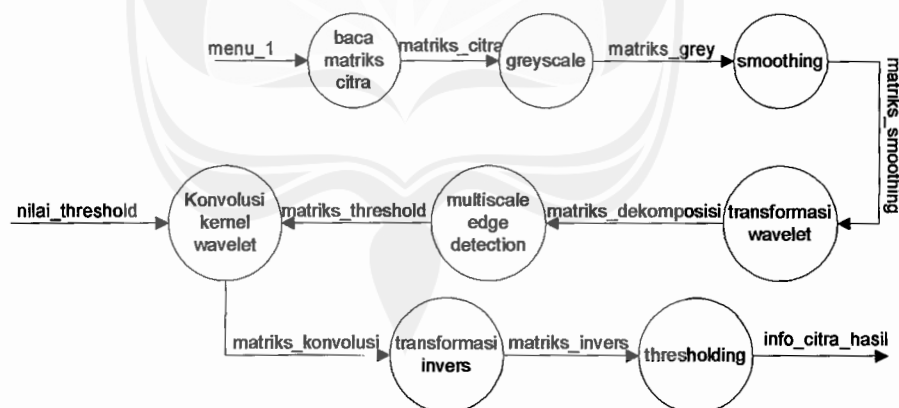 menu_1
baca
matriks
citra
matriks_citra
greyscale
matriks_grey
smoothing
matriks_smoothing
transformasi
wavelet
matriks_dekomposisi
multiscale
edge
detection
matriks_threshold
Konvolusi
kernel
wavelet
nilai_threshold
matriks_konvolusi
transformasi
invers
matriks_invers
thresholding
info_citra_hasil